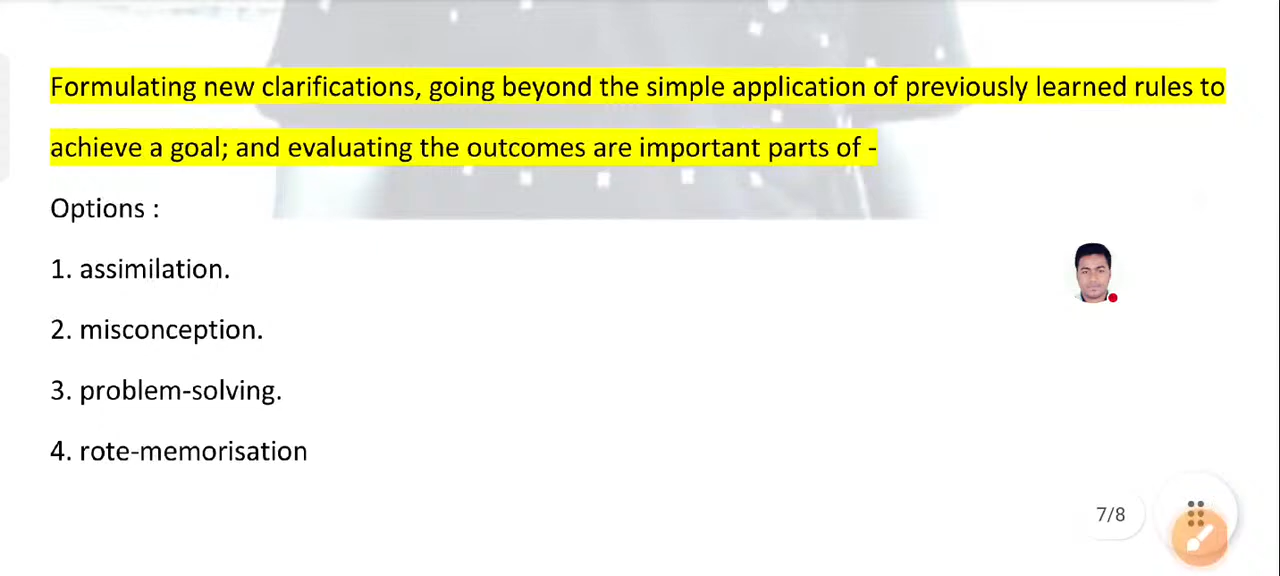 Formulating new clarifications, going beyond the simple application of previously learned rules to
achieve a goal; and evaluating the outcomes are important parts of -
Options :
1. assimilation.
2. misconception.
3. problem-solving.
4. rote-memorisation
7/8